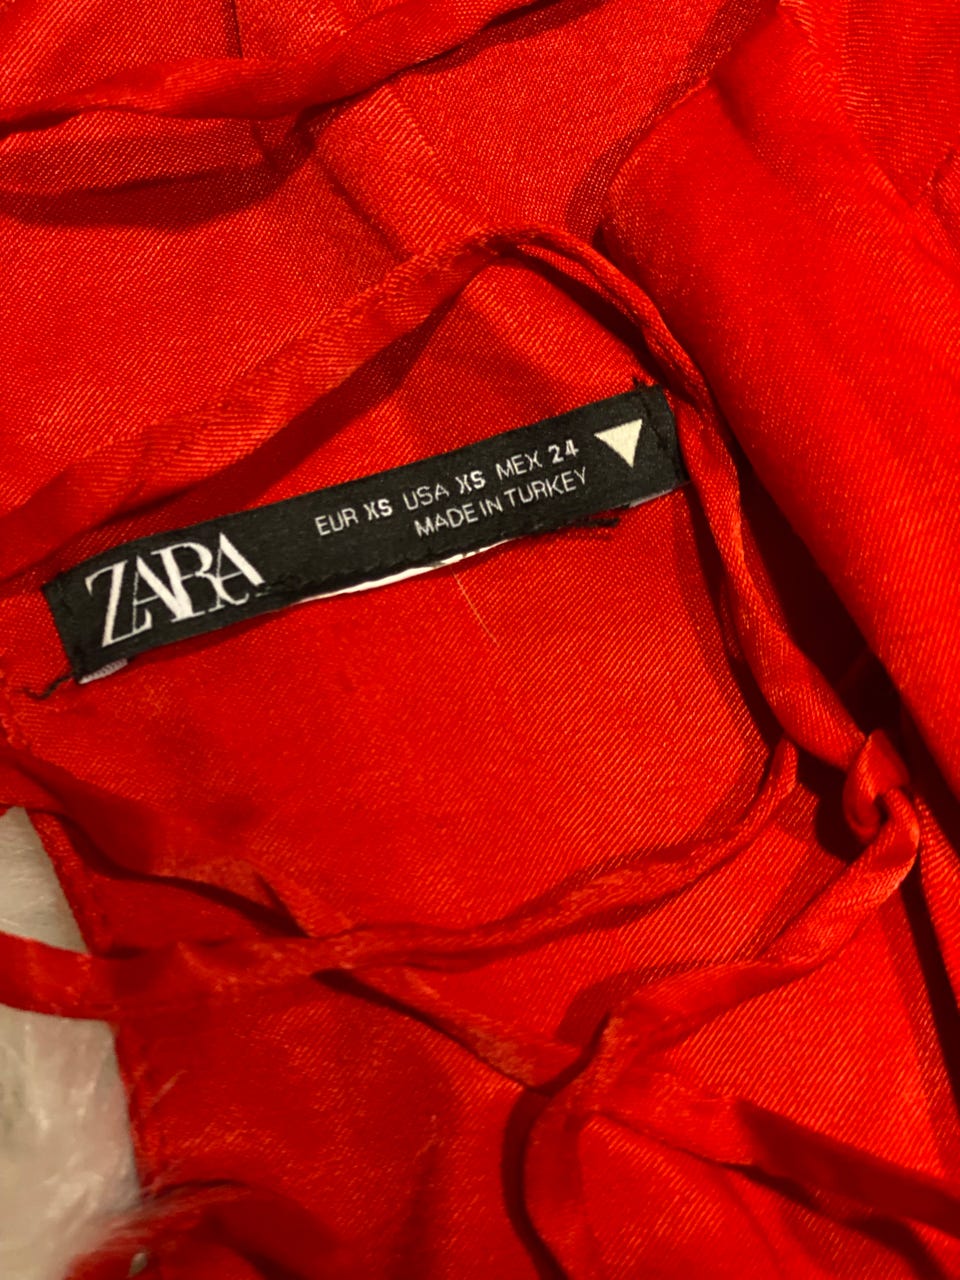 ZARA
EUR XS USA XS MEX 24
MADE IN TURKEY